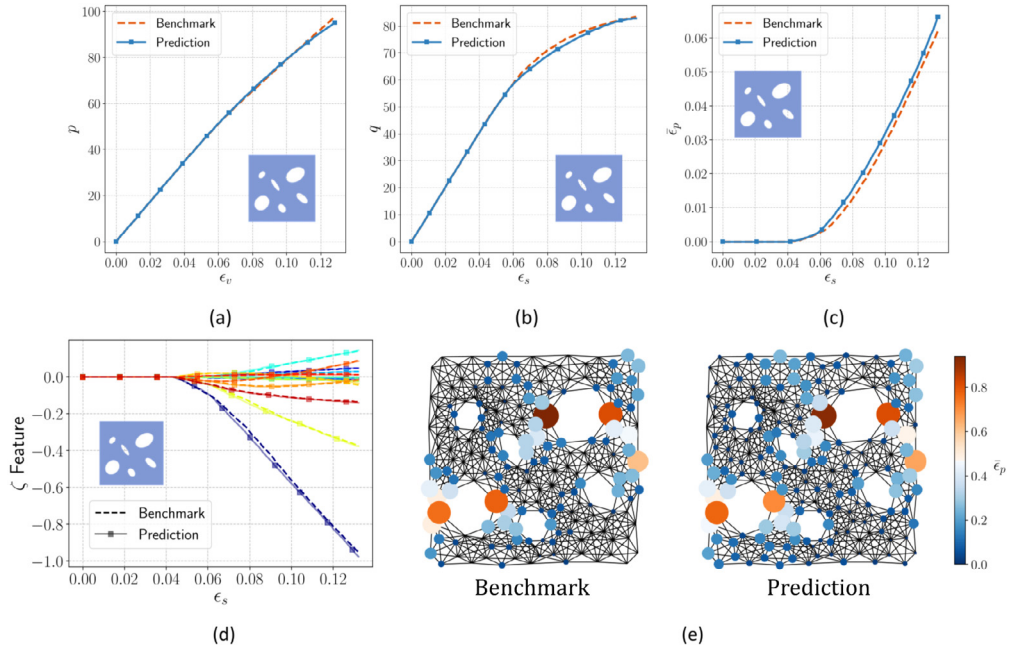 Benchmark
Prediction
100
80
60
40
20
0
p
0.00 0.02 0.04 0.06 0.08 0.10 0.12
ϵ_v
(a)
Benchmark
Prediction
80
70
60
50
40
30
20
10
0
q
0.00 0.02 0.04 0.06 0.08 0.10 0.12
ϵ_s
(b)
Benchmark
Prediction
0.06
0.05
0.04
0.03
0.02
0.01
0.00
ϵ̄_p
0.00 0.02 0.04 0.06 0.08 0.10 0.12
ϵ_s
(c)
0.0
−0.2
−0.4
−0.6
−0.8
−1.0
ζ Feature
Benchmark
Prediction
0.00 0.02 0.04 0.06 0.08 0.10 0.12
ϵ_s
(d)
Benchmark
Prediction
0.8
0.6
0.4
0.2
0.0
ϵ̄_p
(e)